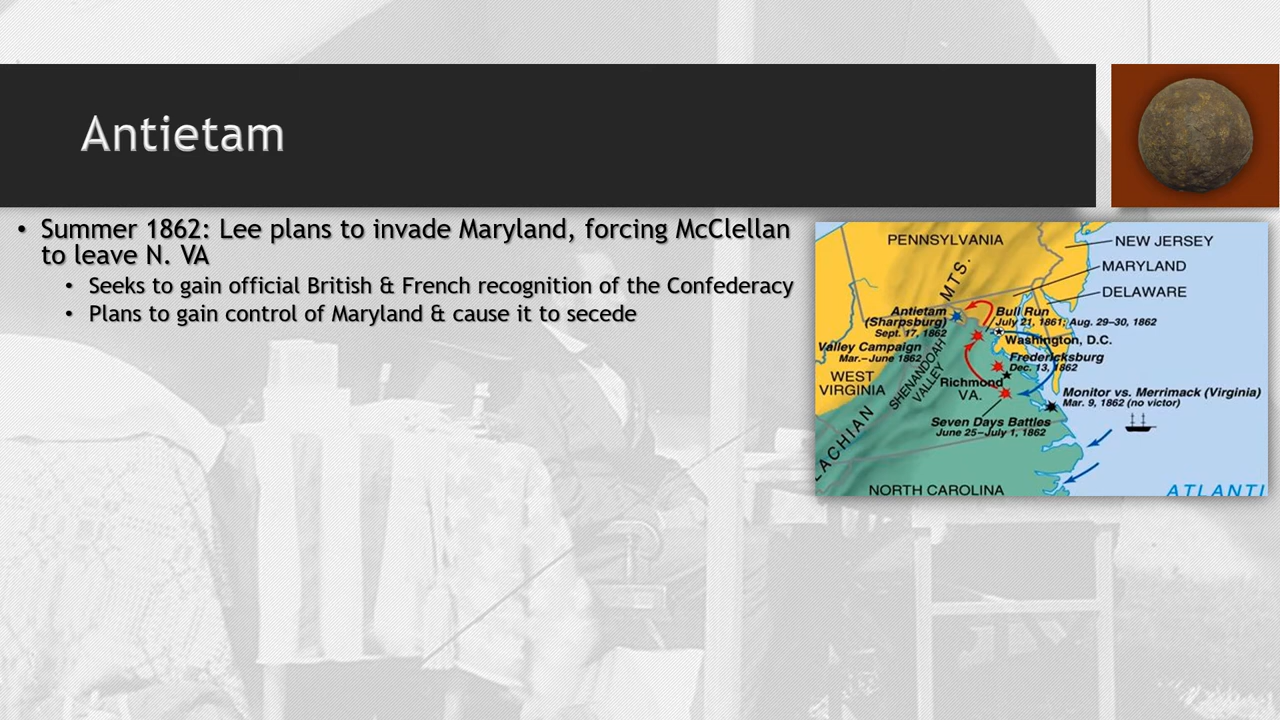 Antietam
• Summer 1862: Lee plans to invade Maryland, forcing McClellan
to leave N. VA
• Seeks to gain official British & French recognition of the Confederacy
• Plans to gain control of Maryland & cause it to secede
PENNSYLVANIA
NEW JERSEY
MARYLAND
DELAWARE
MTS.
Antietam
(Sharpsburg)
Sept. 17, 1862
Bull Run
July 21, 1861; Aug. 29–30, 1862
Washington, D.C.
Valley Campaign
Mar.–June 1862
Fredericksburg
Dec. 13, 1862
SHENANDOAH
VALLEY
WEST
VIRGINIA
Richmond
VA.
Monitor vs. Merrimack (Virginia)
Mar. 9, 1862 (no victor)
LACHIAN
Seven Days Battles
June 25–July 1, 1862
NORTH CAROLINA
ATLANTI